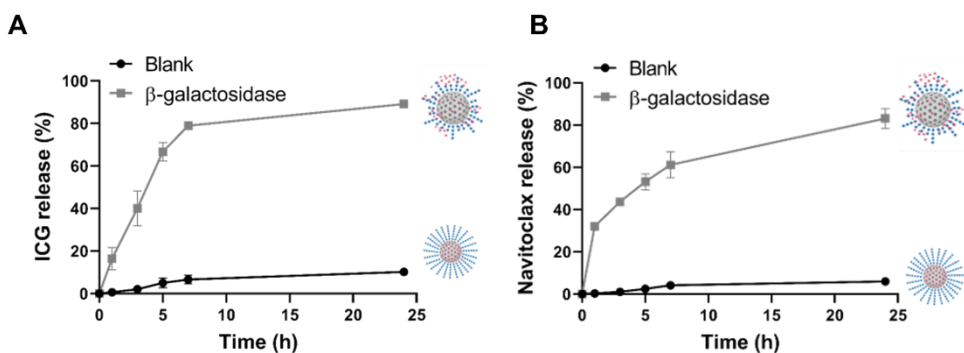 A
Blank
β-galactosidase
ICG release (%)
100
80
60
40
20
0
0 5 10 15 20 25
Time (h)
B
Blank
β-galactosidase
Navitoclax release (%)
100
80
60
40
20
0
0 5 10 15 20 25
Time (h)